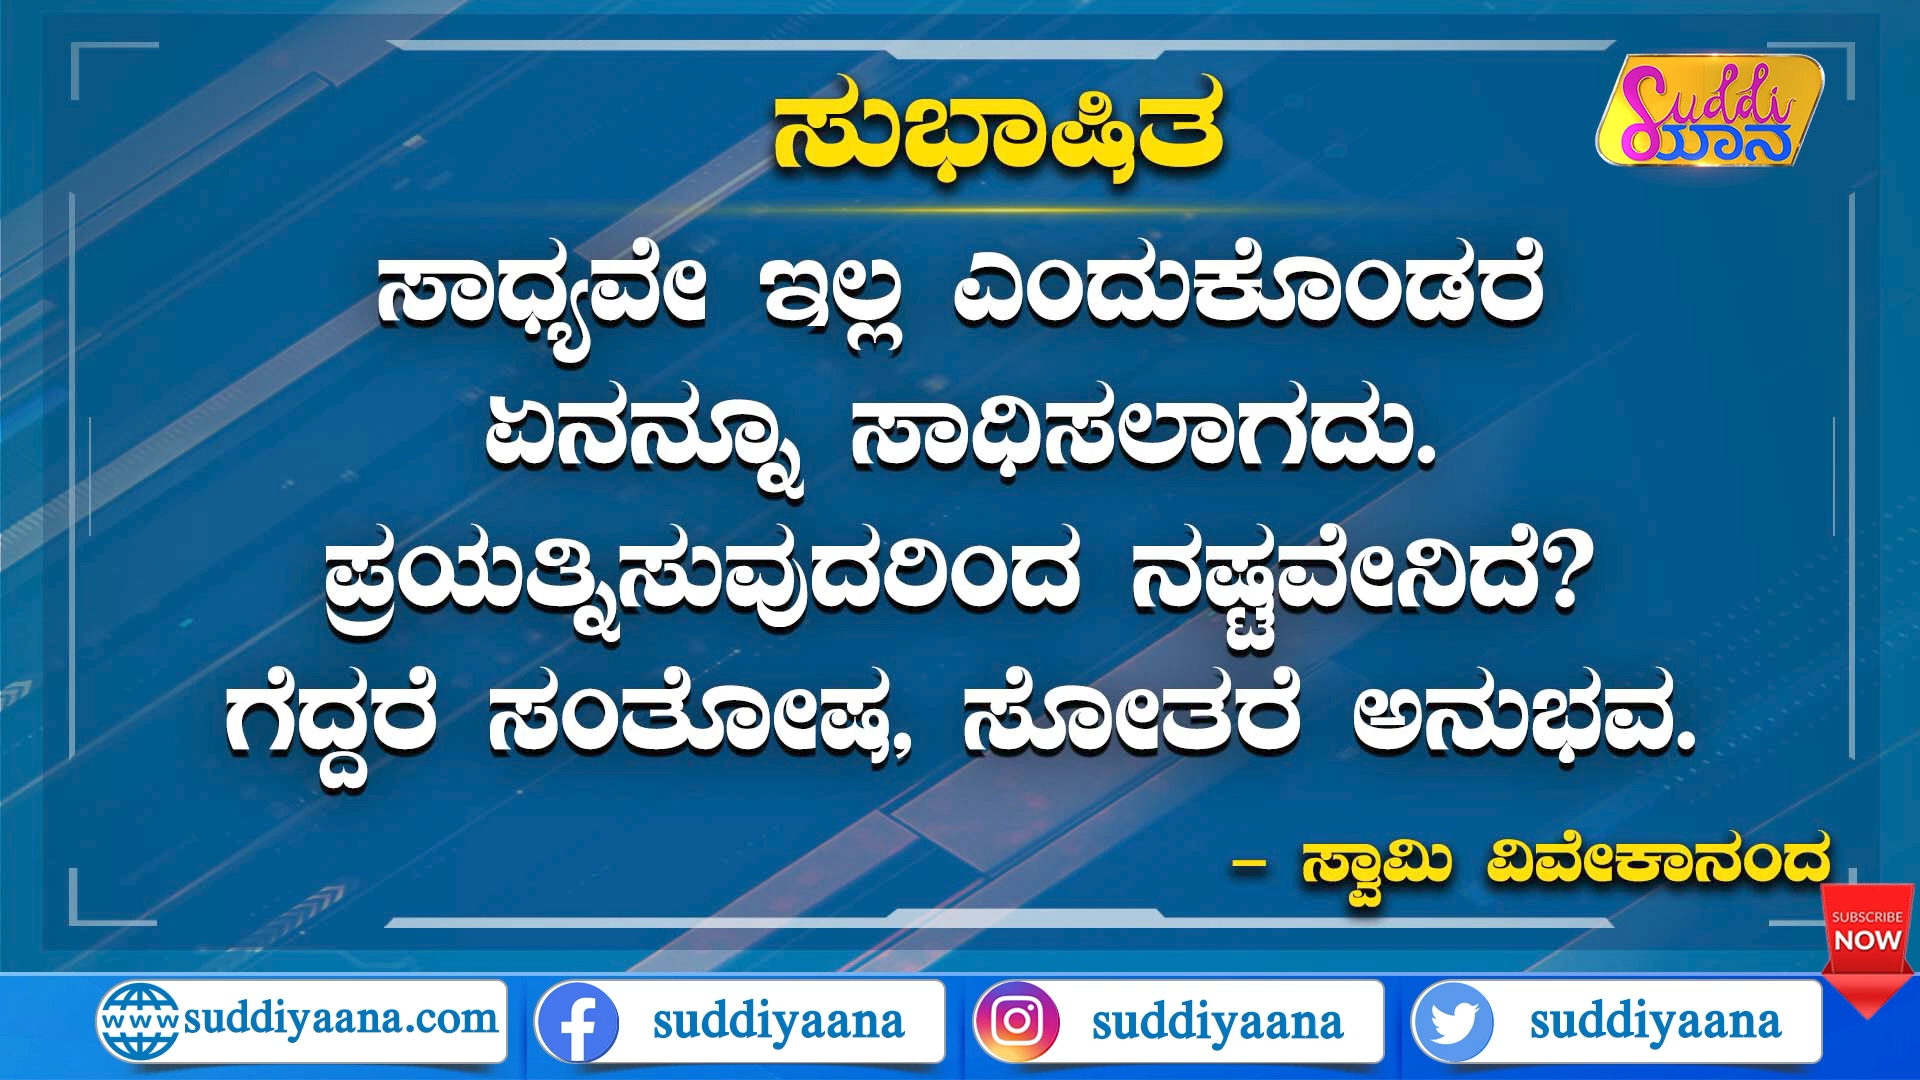 ಸುಭಾಷಿತ
Suddi
ಯಾನ
ಸಾಧ್ಯವೇ ಇಲ್ಲ ಎಂದುಕೊಂಡರೆ
ಏನನ್ನೂ ಸಾಧಿಸಲಾಗದು.
ಪ್ರಯತ್ನಿಸುವುದರಿಂದ ನಷ್ಟವೇನಿದೆ?
ಗೆದ್ದರೆ ಸಂತೋಷ, ಸೋತರೆ ಅನುಭವ.
– ಸ್ವಾಮಿ ವಿವೇಕಾನಂದ
SUBSCRIBE
NOW
www suddiyaana.com
suddiyaana
suddiyaana
suddiyaana